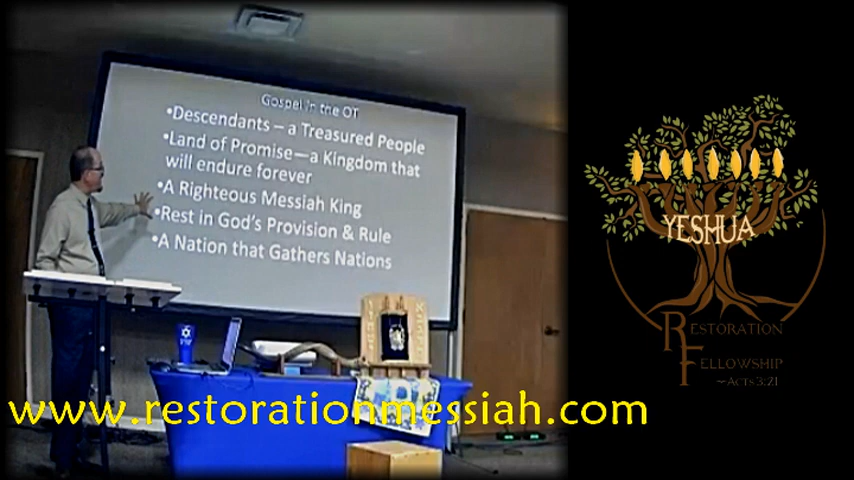 Gospel in the OT
•Descendants – a Treasured People
•Land of Promise—a Kingdom that
will endure forever
•A Righteous Messiah King
•Rest in God's Provision & Rule
•A Nation that Gathers Nations
YESHUA
RESTORATION
FELLOWSHIP
~ACTS 3:21
www.restorationmessiah.com